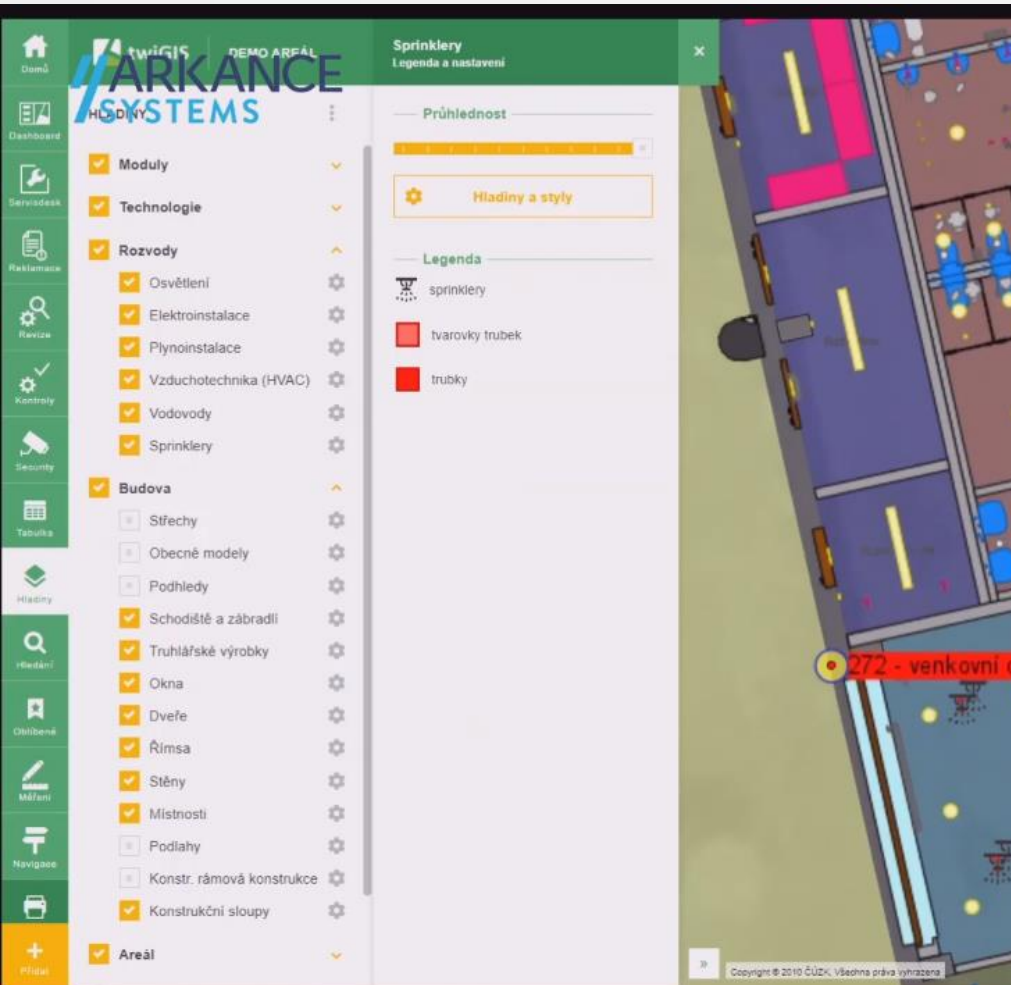 Domů
Dashboard
Servisdesk
Reklamace
Revize
Kontroly
Security
Tabulka
Hladiny
Hledání
Oblíbené
Měření
Navigace
Přidat
twiGIS
DEMO AREÁL
ARKANCE
SYSTEMS
HLADINY
Moduly
Technologie
Rozvody
Osvětlení
Elektroinstalace
Plynoinstalace
Vzduchotechnika (HVAC)
Vodovody
Sprinklery
Budova
Střechy
Obecné modely
Podhledy
Schodiště a zábradlí
Truhlářské výrobky
Okna
Dveře
Římsa
Stěny
Místnosti
Podlahy
Konstr. rámová konstrukce
Konstrukční sloupy
Areál
Sprinklery
Legenda a nastavení
Průhlednost
Hladiny a styly
Legenda
sprinklery
tvarovky trubek
trubky
272 - venkovní
Copyright © 2010 ČÚZK, Všechna práva vyhrazena